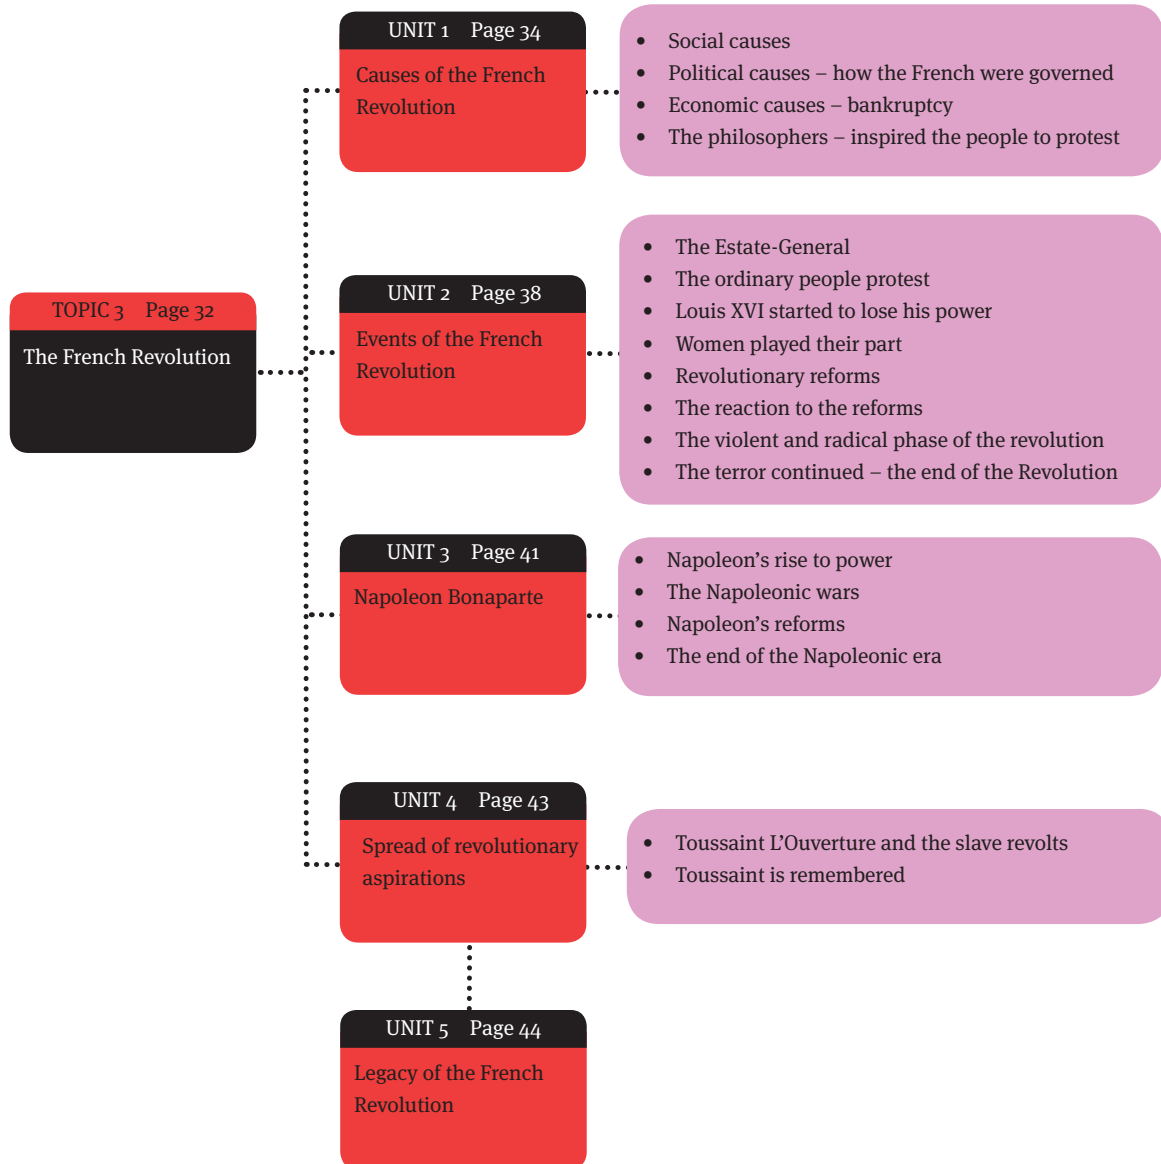 TOPIC 3 Page 32
The French Revolution
UNIT 1 Page 34
Causes of the French
Revolution
• Social causes
• Political causes – how the French were governed
• Economic causes – bankruptcy
• The philosophers – inspired the people to protest
UNIT 2 Page 38
Events of the French
Revolution
• The Estate-General
• The ordinary people protest
• Louis XVI started to lose his power
• Women played their part
• Revolutionary reforms
• The reaction to the reforms
• The violent and radical phase of the revolution
• The terror continued – the end of the Revolution
UNIT 3 Page 41
Napoleon Bonaparte
• Napoleon’s rise to power
• The Napoleonic wars
• Napoleon’s reforms
• The end of the Napoleonic era
UNIT 4 Page 43
Spread of revolutionary
aspirations
• Toussaint L’Ouverture and the slave revolts
• Toussaint is remembered
UNIT 5 Page 44
Legacy of the French
Revolution